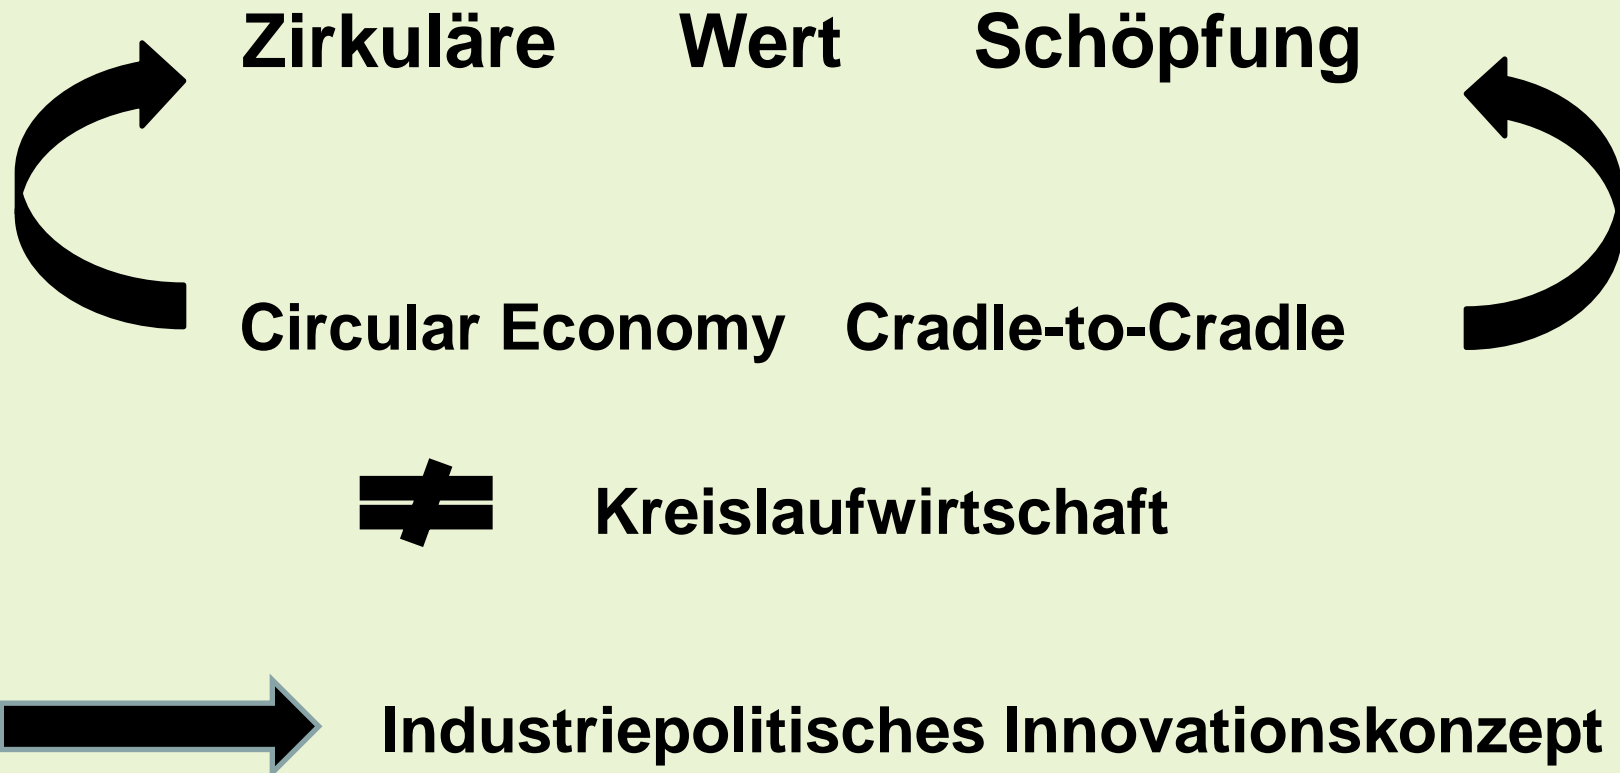 Zirkuläre Wert Schöpfung
Circular Economy Cradle-to-Cradle
≠ Kreislaufwirtschaft
Industriepolitisches Innovationskonzept